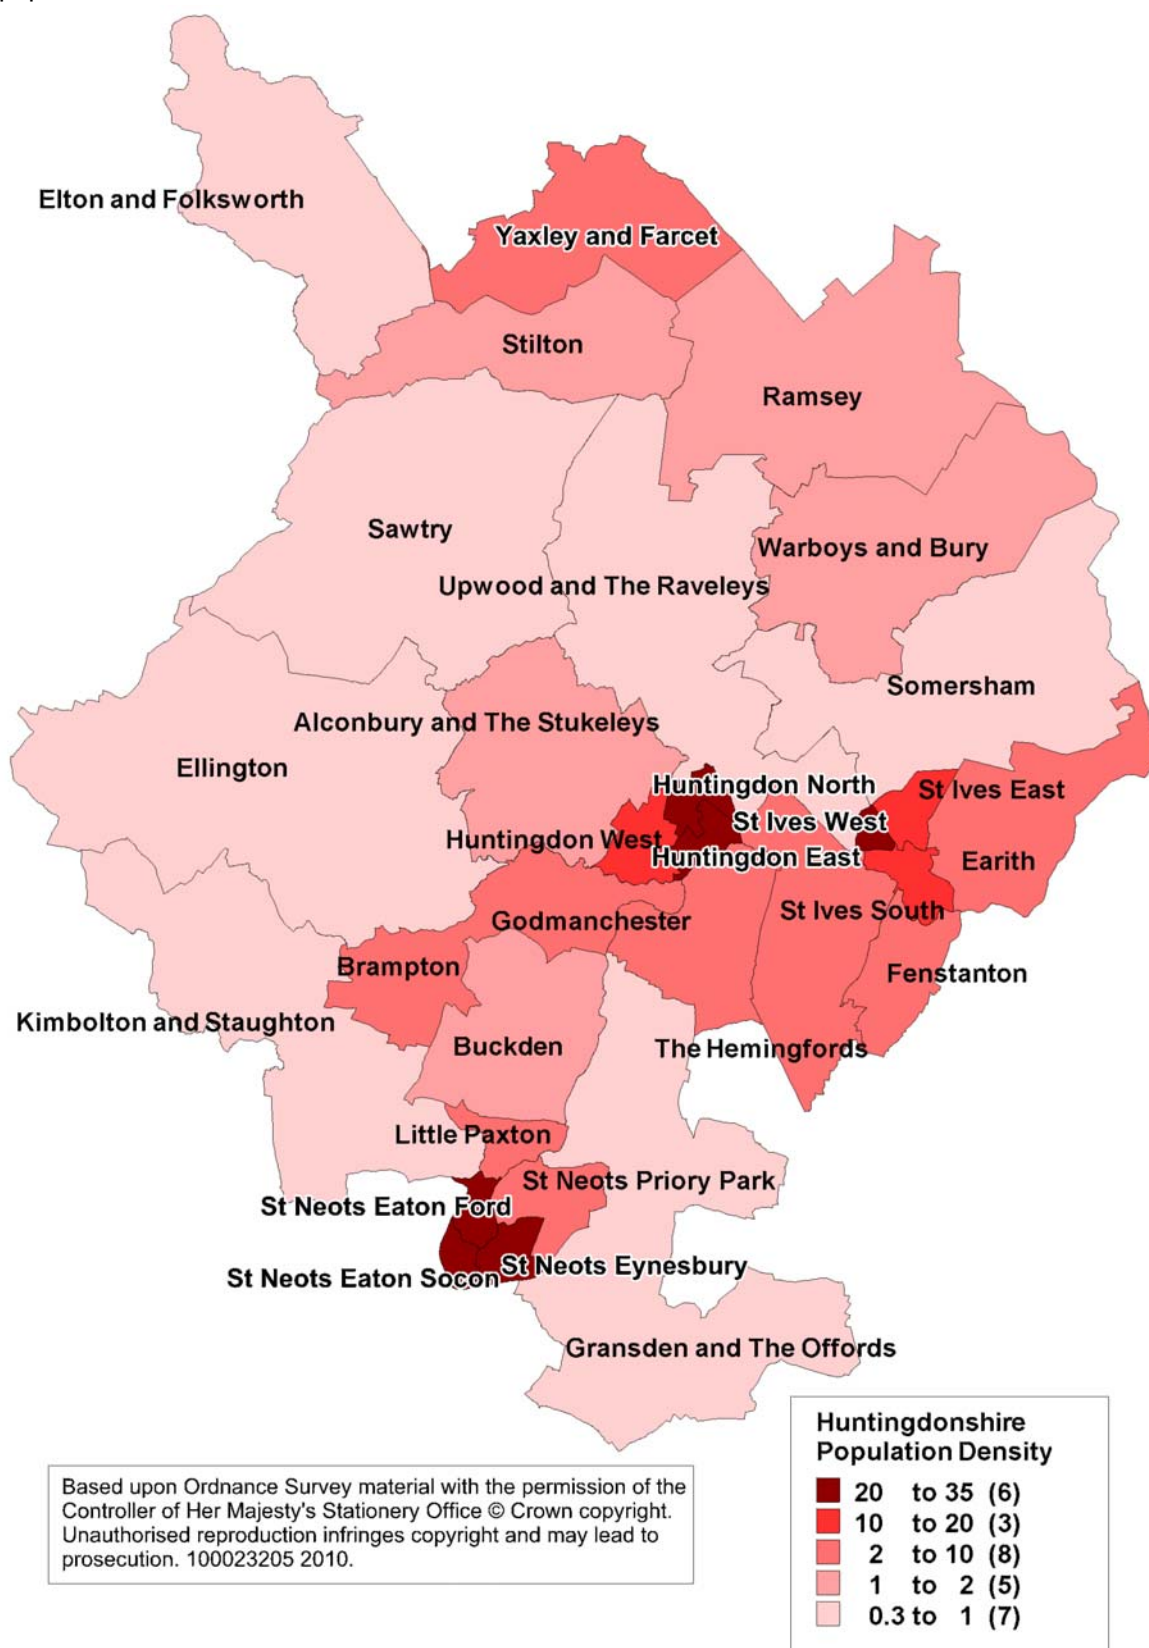 Elton and Folksworth
Yaxley and Farcet
Stilton
Ramsey
Sawtry
Warboys and Bury
Upwood and The Raveleys
Somersham
Alconbury and The Stukeleys
Ellington
Huntingdon North
St Ives East
St Ives West
Huntingdon West
Huntingdon East
Earith
St Ives South
Godmanchester
Brampton
Fenstanton
Kimbolton and Staughton
Buckden
The Hemingfords
Little Paxton
St Neots Priory Park
St Neots Eaton Ford
St Neots Eynesbury
St Neots Eaton Socon
Gransden and The Offords
Huntingdonshire
Population Density
20 to 35 (6)
10 to 20 (3)
2 to 10 (8)
1 to 2 (5)
0.3 to 1 (7)
Based upon Ordnance Survey material with the permission of the
Controller of Her Majesty's Stationery Office © Crown copyright.
Unauthorised reproduction infringes copyright and may lead to
prosecution. 100023205 2010.